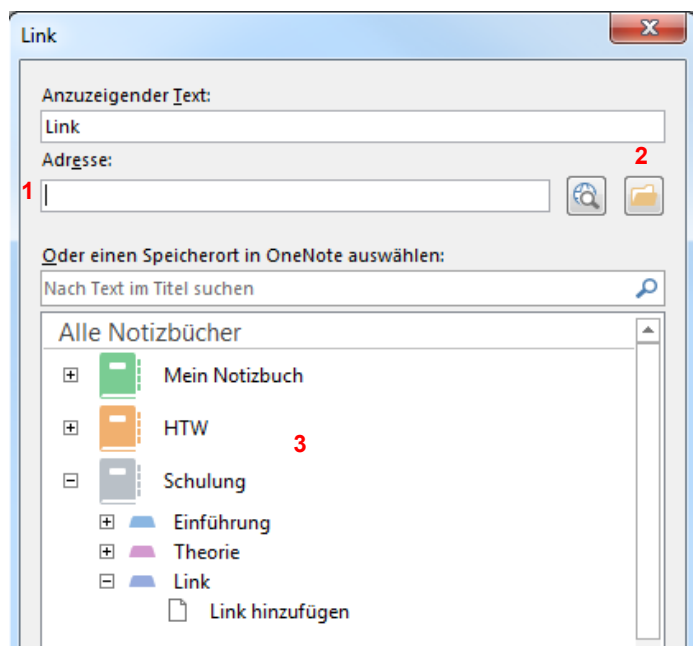 Link
x
Anzuzeigender Text:
Link
Adresse:
2
1
Oder einen Speicherort in OneNote auswählen:
Nach Text im Titel suchen
Alle Notizbücher
Mein Notizbuch
HTW
3
Schulung
Einführung
Theorie
Link
Link hinzufügen